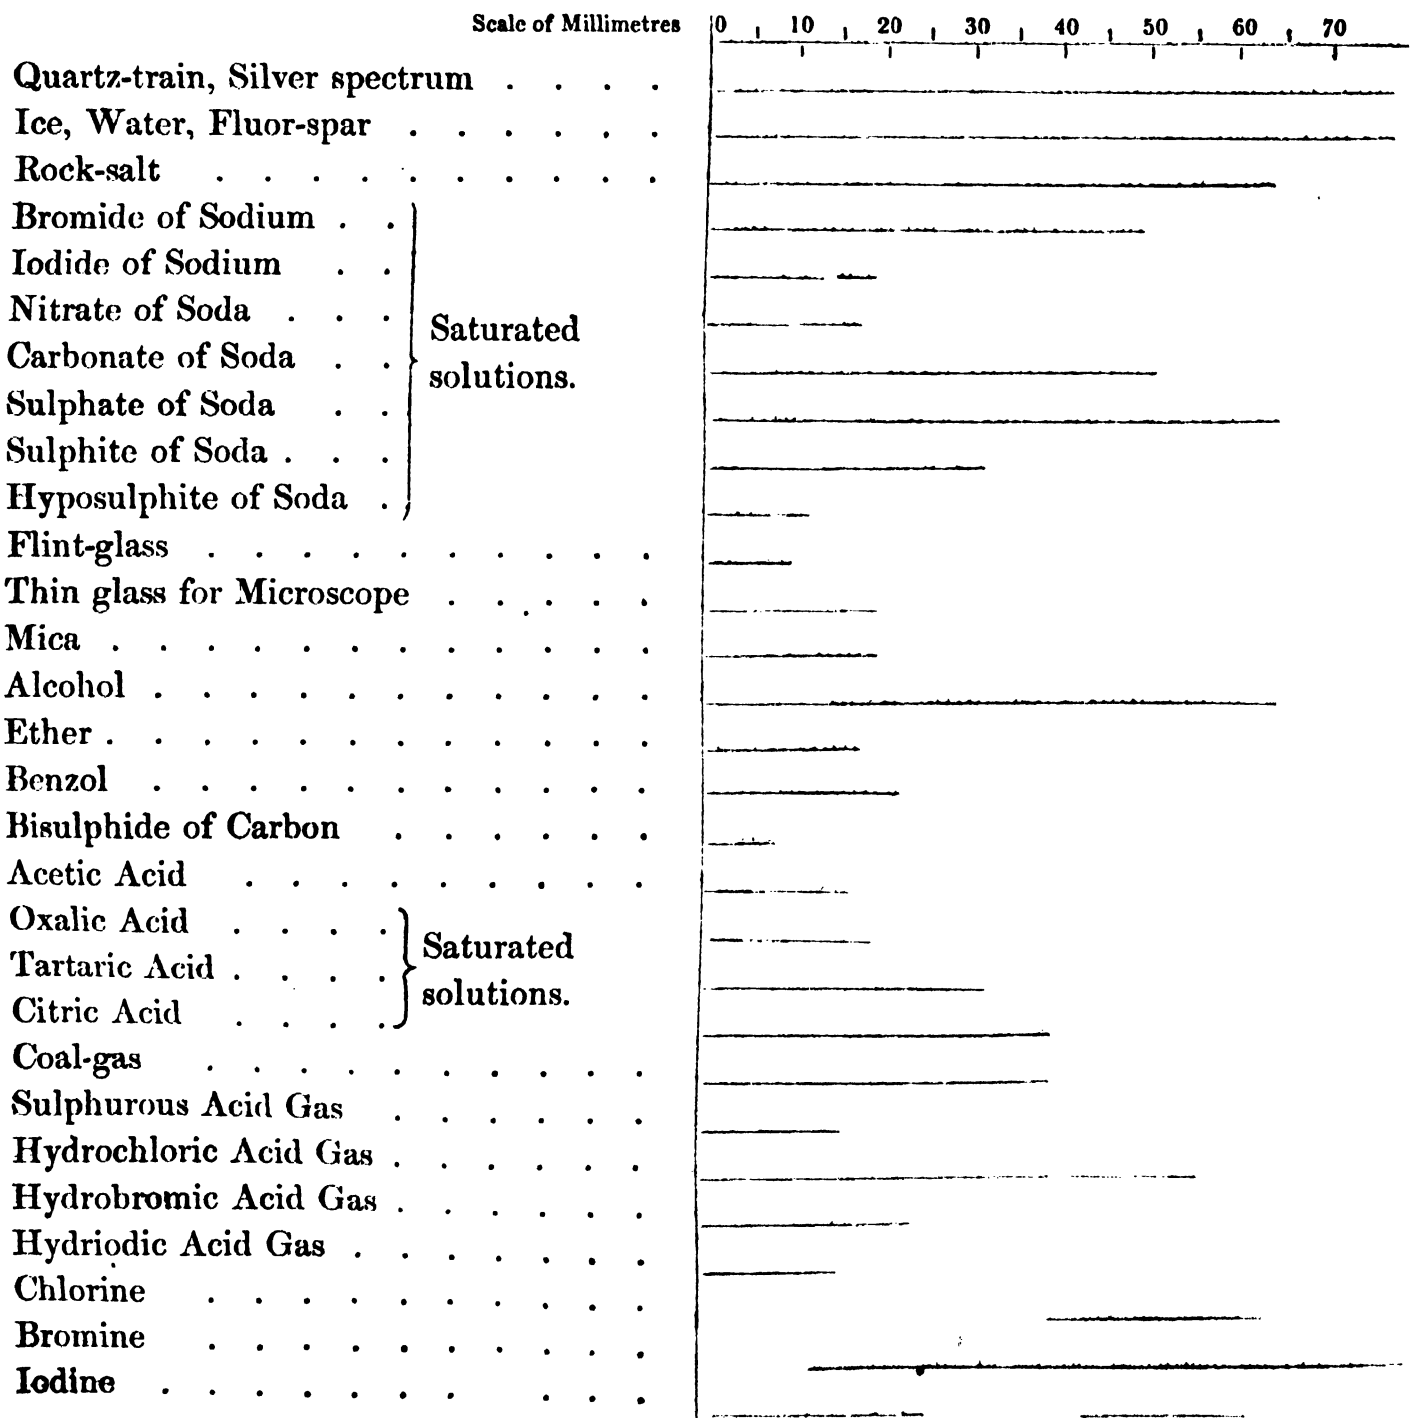 Scale of Millimetres 0 10 20 30 40 50 60 70
Quartz-train, Silver spectrum . . . .
Ice, Water, Fluor-spar . . . . . .
Rock-salt . . . . . . . . . .
Bromide of Sodium . .
Iodide of Sodium . .
Nitrate of Soda . . .
Carbonate of Soda . .
Sulphate of Soda . .
Sulphite of Soda . . .
Hyposulphite of Soda .
Saturated
solutions.
Flint-glass . . . . . . . . . .
Thin glass for Microscope . . . . .
Mica . . . . . . . . . . . .
Alcohol . . . . . . . . . . .
Ether . . . . . . . . . . . .
Benzol . . . . . . . . . . .
Bisulphide of Carbon . . . . . .
Acetic Acid . . . . . . . . .
Oxalic Acid . . . .
Tartaric Acid . . . .
Citric Acid . . . .
Saturated
solutions.
Coal-gas . . . . . . . . . .
Sulphurous Acid Gas . . . . . .
Hydrochloric Acid Gas . . . . . .
Hydrobromic Acid Gas . . . . . .
Hydriodic Acid Gas . . . . . . .
Chlorine . . . . . . . . . .
Bromine . . . . . . . . . .
Iodine . . . . . . . . . .